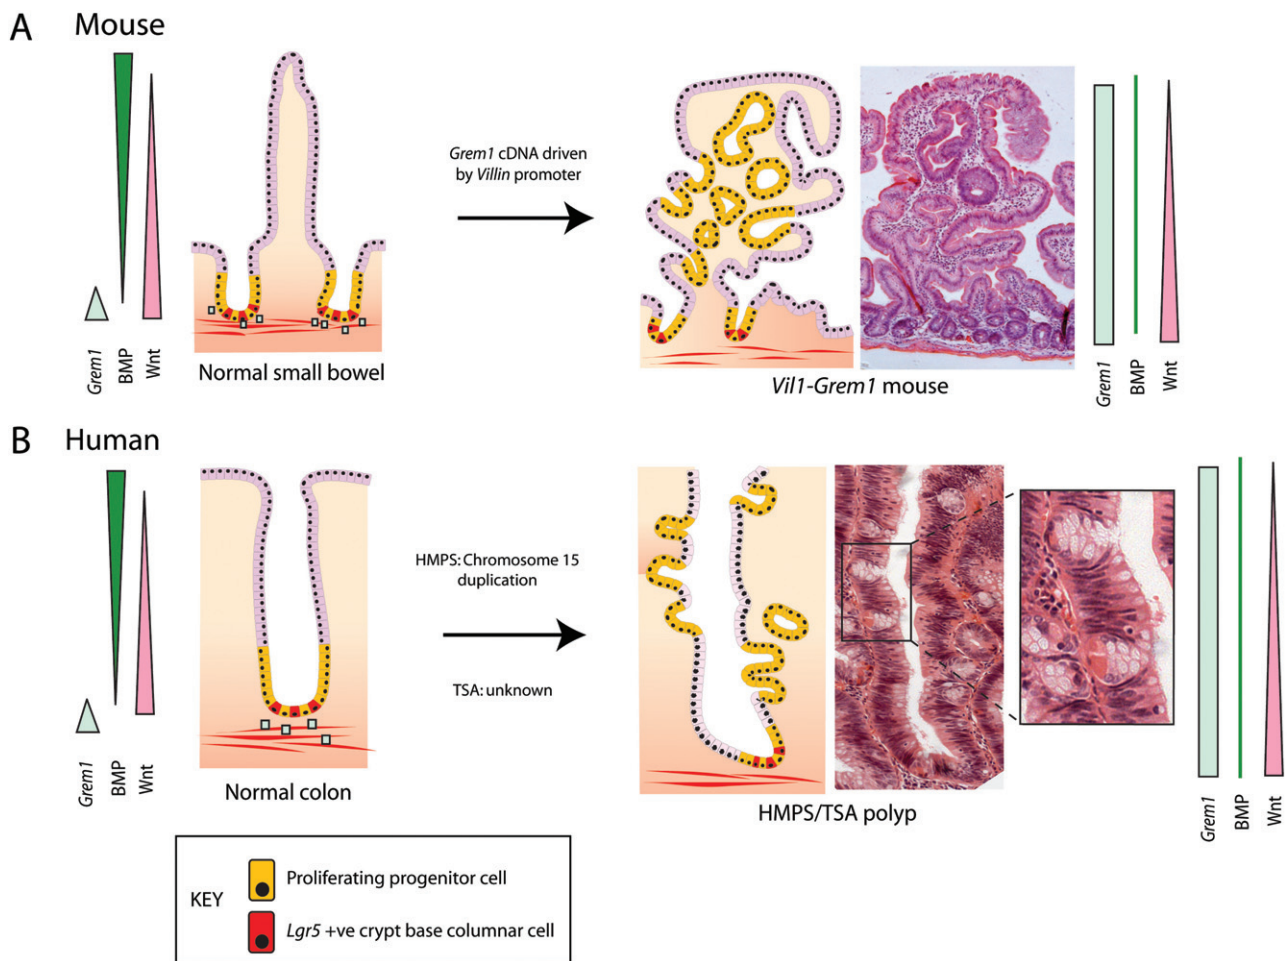 A Mouse
Grem1
BMP
Wnt
Normal small bowel
Grem1 cDNA driven
by Villin promoter
Vil1-Grem1 mouse
Grem1
BMP
Wnt
B Human
Grem1
BMP
Wnt
Normal colon
HMPS: Chromosome 15
duplication
TSA: unknown
HMPS/TSA polyp
Grem1
BMP
Wnt
KEY
Proliferating progenitor cell
Lgr5 +ve crypt base columnar cell